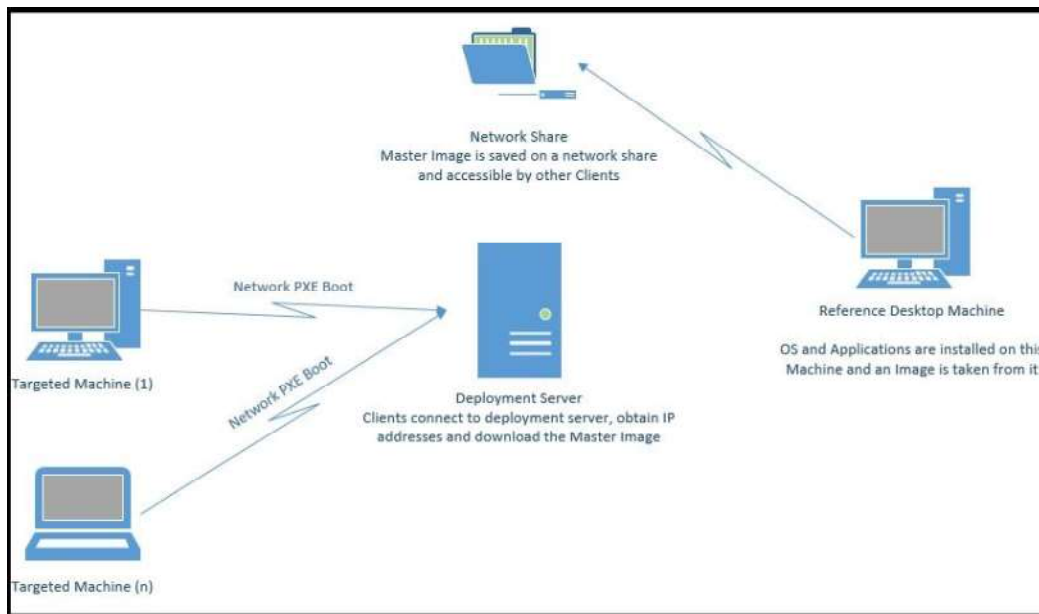 Network Share
Master Image is saved on a network share
and accessible by other Clients
Network PXE Boot
Targeted Machine (1)
Network PXE Boot
Deployment Server
Clients connect to deployment server, obtain IP
addresses and download the Master Image
Reference Desktop Machine
OS and Applications are installed on this
Machine and an Image is taken from it
Targeted Machine (n)